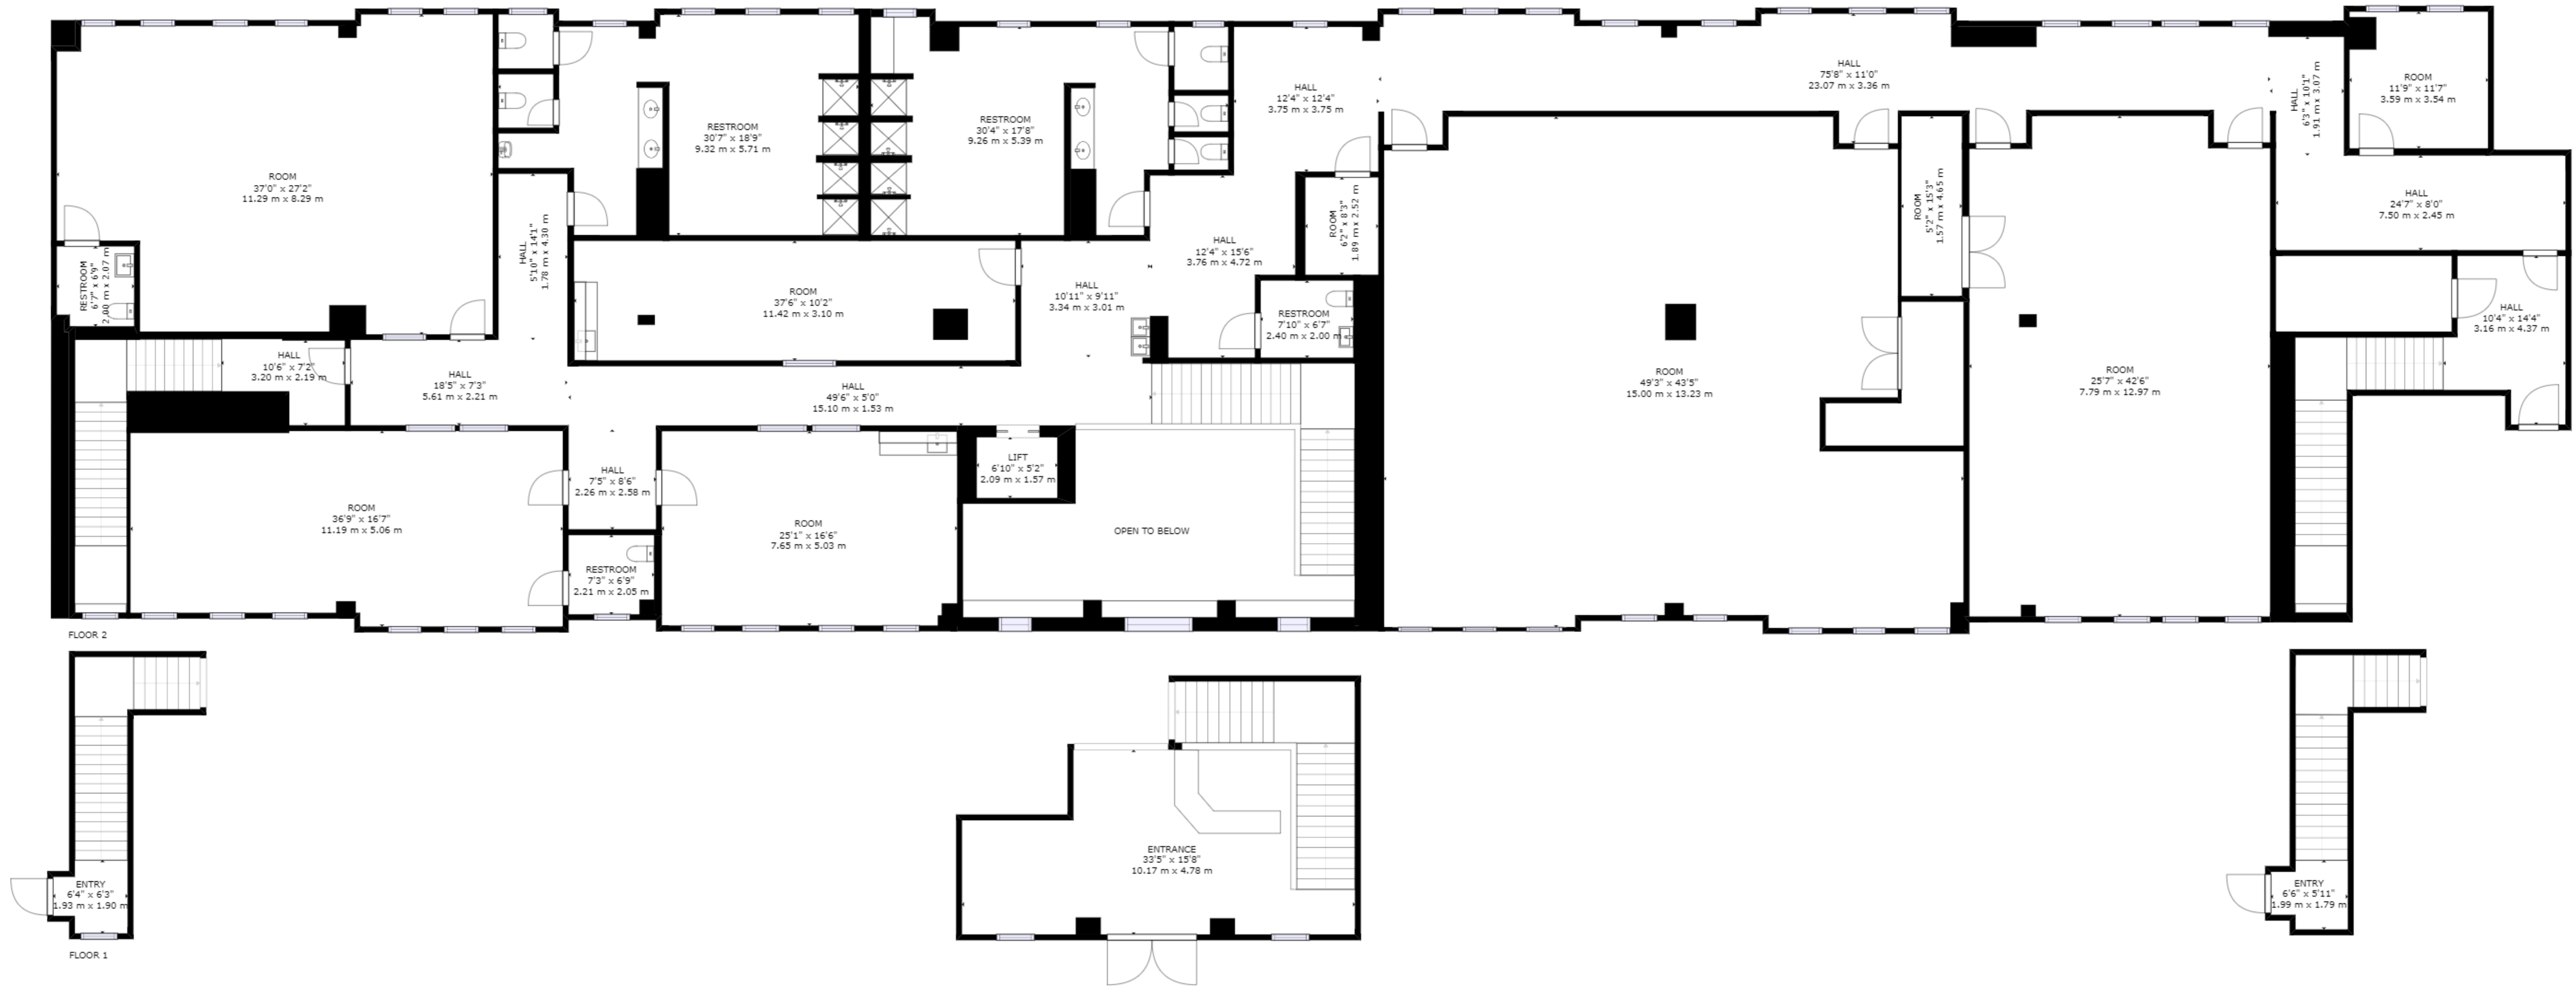 ROOM
37'0" x 27'2"
11.29 m x 8.29 m
RESTROOM
6'7" x 6'9"
2.00 m x 2.07 m
HALL
5'10" x 14'1"
1.78 m x 4.30 m
RESTROOM
30'7" x 18'9"
9.32 m x 5.71 m
RESTROOM
30'4" x 17'8"
9.26 m x 5.39 m
HALL
12'4" x 12'4"
3.75 m x 3.75 m
HALL
75'8" x 11'0"
23.07 m x 3.36 m
HALL
6'3" x 10'1"
1.91 m x 3.07 m
ROOM
11'9" x 11'7"
3.59 m x 3.54 m
HALL
24'7" x 8'0"
7.50 m x 2.45 m
ROOM
5'2" x 15'3"
1.57 m x 4.65 m
ROOM
6'2" x 8'3"
1.89 m x 2.52 m
HALL
12'4" x 15'6"
3.76 m x 4.72 m
HALL
10'11" x 9'11"
3.34 m x 3.01 m
ROOM
37'6" x 10'2"
11.42 m x 3.10 m
RESTROOM
7'10" x 6'7"
2.40 m x 2.00 m
HALL
10'4" x 14'4"
3.16 m x 4.37 m
HALL
10'6" x 7'2"
3.20 m x 2.19 m
HALL
18'5" x 7'3"
5.61 m x 2.21 m
HALL
49'6" x 5'0"
15.10 m x 1.53 m
ROOM
49'3" x 43'5"
15.00 m x 13.23 m
ROOM
25'7" x 42'6"
7.79 m x 12.97 m
HALL
7'5" x 8'6"
2.26 m x 2.58 m
LIFT
6'10" x 5'2"
2.09 m x 1.57 m
ROOM
36'9" x 16'7"
11.19 m x 5.06 m
ROOM
25'1" x 16'6"
7.65 m x 5.03 m
OPEN TO BELOW
RESTROOM
7'3" x 6'9"
2.21 m x 2.05 m
FLOOR 2
ENTRANCE
33'5" x 15'8"
10.17 m x 4.78 m
ENTRY
6'4" x 6'3"
1.93 m x 1.90 m
ENTRY
6'6" x 5'11"
1.99 m x 1.79 m
FLOOR 1